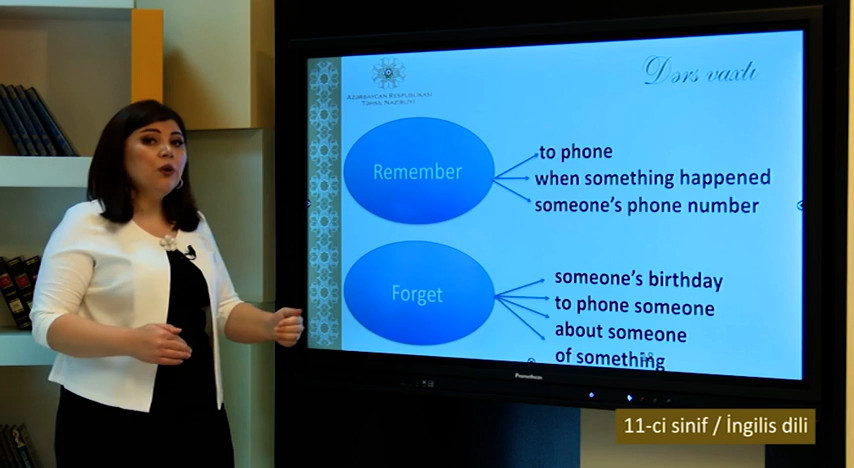 Dərs vaxtı
AZƏRBAYCAN RESPUBLİKASI
TƏHSİL NAZİRLİYİ
Remember
to phone
when something happened
someone's phone number
Forget
someone's birthday
to phone someone
about someone
of something
Promethean
11-ci sinif / İngilis dili